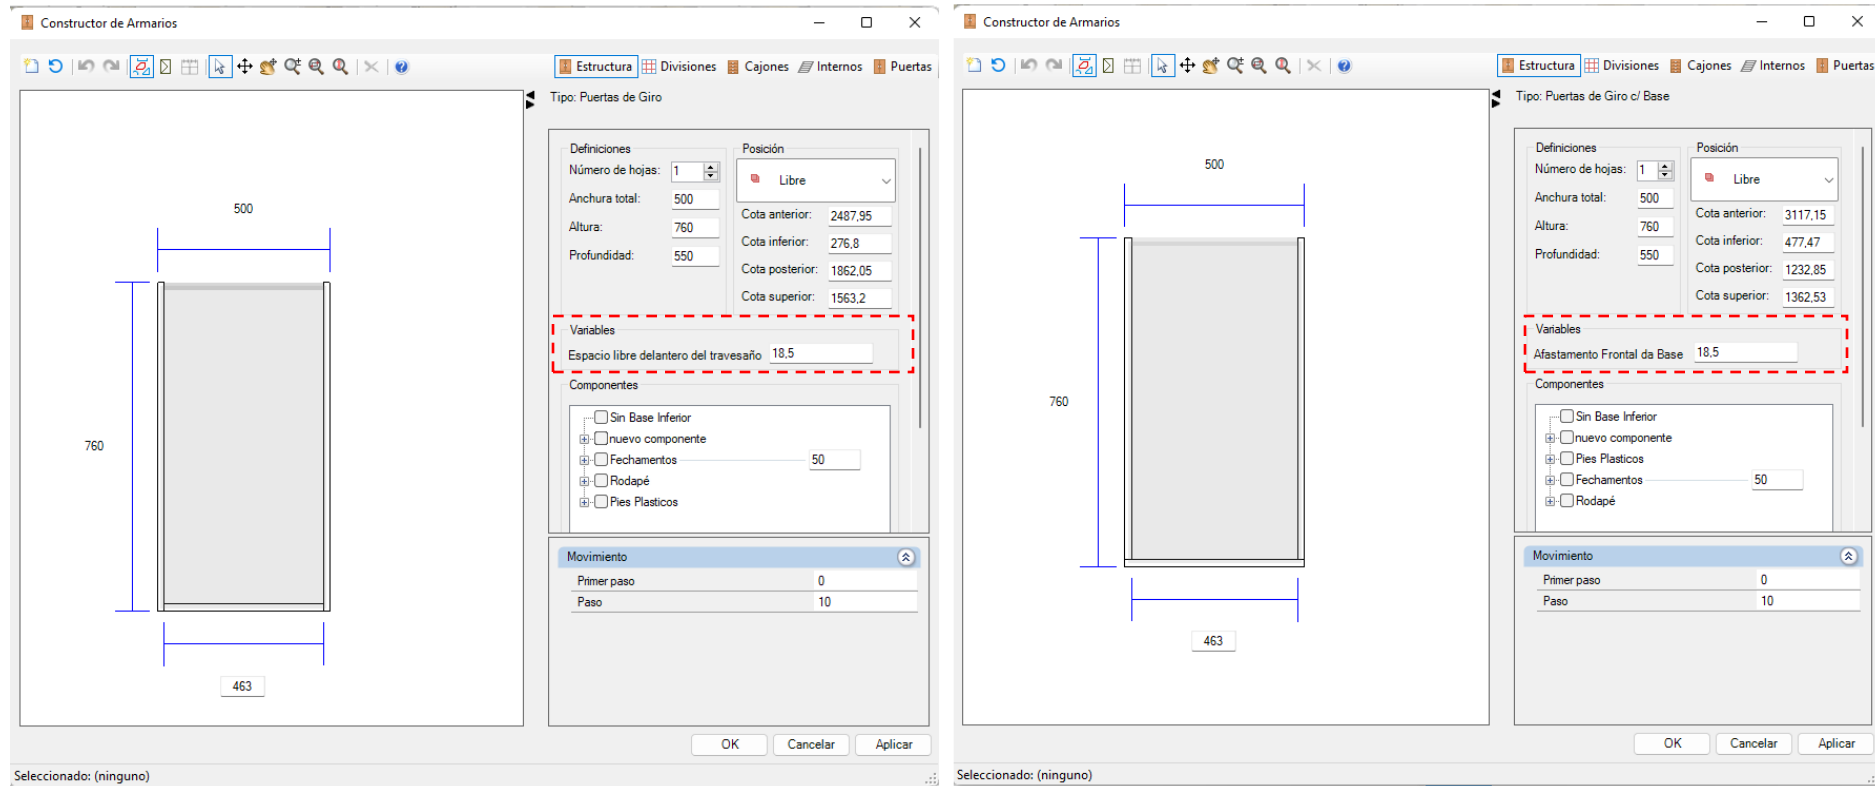 Constructor de Armarios
Estructura Divisiones Cajones Internos Puertas
Tipo: Puertas de Giro
500
760
463
Definiciones
Número de hojas: 1
Anchura total: 500
Altura: 760
Profundidad: 550
Posición
Libre
Cota anterior: 2487,95
Cota inferior: 276,8
Cota posterior: 1862,05
Cota superior: 1563,2
Variables
Espacio libre delantero del travesaño 18,5
Componentes
Sin Base Inferior
nuevo componente
Fechamentos 50
Rodapé
Pies Plasticos
Movimiento
Primer paso 0
Paso 10
OK Cancelar Aplicar
Seleccionado: (ninguno)
Constructor de Armarios
Estructura Divisiones Cajones Internos Puertas
Tipo: Puertas de Giro c/ Base
500
760
463
Definiciones
Número de hojas: 1
Anchura total: 500
Altura: 760
Profundidad: 550
Posición
Libre
Cota anterior: 3117,15
Cota inferior: 477,47
Cota posterior: 1232,85
Cota superior: 1362,53
Variables
Afastamento Frontal da Base 18,5
Componentes
Sin Base Inferior
nuevo componente
Pies Plasticos
Fechamentos 50
Rodapé
Movimiento
Primer paso 0
Paso 10
OK Cancelar Aplicar
Seleccionado: (ninguno)